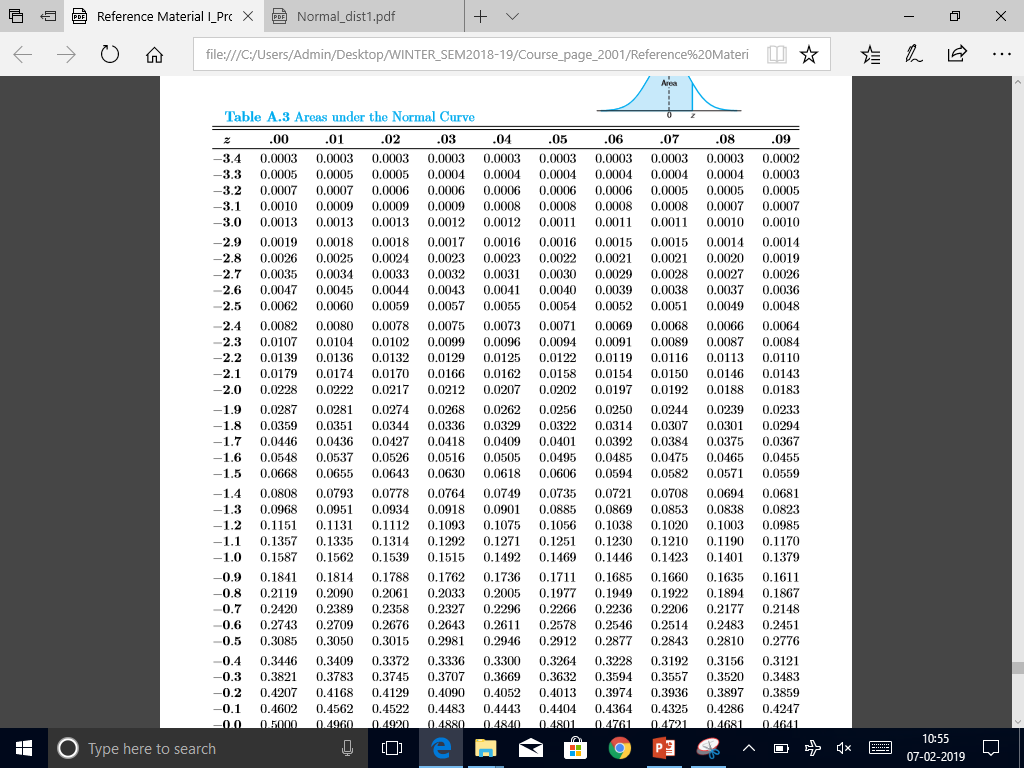 Reference Material I_Prc
Normal_dist1.pdf
file:///C:/Users/Admin/Desktop/WINTER_SEM2018-19/Course_page_2001/Reference%20Materi
Area
0 z
Table A.3 Areas under the Normal Curve
z .00 .01 .02 .03 .04 .05 .06 .07 .08 .09
−3.4 0.0003 0.0003 0.0003 0.0003 0.0003 0.0003 0.0003 0.0003 0.0003 0.0002
−3.3 0.0005 0.0005 0.0005 0.0004 0.0004 0.0004 0.0004 0.0004 0.0004 0.0003
−3.2 0.0007 0.0007 0.0006 0.0006 0.0006 0.0006 0.0006 0.0005 0.0005 0.0005
−3.1 0.0010 0.0009 0.0009 0.0009 0.0008 0.0008 0.0008 0.0008 0.0007 0.0007
−3.0 0.0013 0.0013 0.0013 0.0012 0.0012 0.0011 0.0011 0.0011 0.0010 0.0010
−2.9 0.0019 0.0018 0.0018 0.0017 0.0016 0.0016 0.0015 0.0015 0.0014 0.0014
−2.8 0.0026 0.0025 0.0024 0.0023 0.0023 0.0022 0.0021 0.0021 0.0020 0.0019
−2.7 0.0035 0.0034 0.0033 0.0032 0.0031 0.0030 0.0029 0.0028 0.0027 0.0026
−2.6 0.0047 0.0045 0.0044 0.0043 0.0041 0.0040 0.0039 0.0038 0.0037 0.0036
−2.5 0.0062 0.0060 0.0059 0.0057 0.0055 0.0054 0.0052 0.0051 0.0049 0.0048
−2.4 0.0082 0.0080 0.0078 0.0075 0.0073 0.0071 0.0069 0.0068 0.0066 0.0064
−2.3 0.0107 0.0104 0.0102 0.0099 0.0096 0.0094 0.0091 0.0089 0.0087 0.0084
−2.2 0.0139 0.0136 0.0132 0.0129 0.0125 0.0122 0.0119 0.0116 0.0113 0.0110
−2.1 0.0179 0.0174 0.0170 0.0166 0.0162 0.0158 0.0154 0.0150 0.0146 0.0143
−2.0 0.0228 0.0222 0.0217 0.0212 0.0207 0.0202 0.0197 0.0192 0.0188 0.0183
−1.9 0.0287 0.0281 0.0274 0.0268 0.0262 0.0256 0.0250 0.0244 0.0239 0.0233
−1.8 0.0359 0.0351 0.0344 0.0336 0.0329 0.0322 0.0314 0.0307 0.0301 0.0294
−1.7 0.0446 0.0436 0.0427 0.0418 0.0409 0.0401 0.0392 0.0384 0.0375 0.0367
−1.6 0.0548 0.0537 0.0526 0.0516 0.0505 0.0495 0.0485 0.0475 0.0465 0.0455
−1.5 0.0668 0.0655 0.0643 0.0630 0.0618 0.0606 0.0594 0.0582 0.0571 0.0559
−1.4 0.0808 0.0793 0.0778 0.0764 0.0749 0.0735 0.0721 0.0708 0.0694 0.0681
−1.3 0.0968 0.0951 0.0934 0.0918 0.0901 0.0885 0.0869 0.0853 0.0838 0.0823
−1.2 0.1151 0.1131 0.1112 0.1093 0.1075 0.1056 0.1038 0.1020 0.1003 0.0985
−1.1 0.1357 0.1335 0.1314 0.1292 0.1271 0.1251 0.1230 0.1210 0.1190 0.1170
−1.0 0.1587 0.1562 0.1539 0.1515 0.1492 0.1469 0.1446 0.1423 0.1401 0.1379
−0.9 0.1841 0.1814 0.1788 0.1762 0.1736 0.1711 0.1685 0.1660 0.1635 0.1611
−0.8 0.2119 0.2090 0.2061 0.2033 0.2005 0.1977 0.1949 0.1922 0.1894 0.1867
−0.7 0.2420 0.2389 0.2358 0.2327 0.2296 0.2266 0.2236 0.2206 0.2177 0.2148
−0.6 0.2743 0.2709 0.2676 0.2643 0.2611 0.2578 0.2546 0.2514 0.2483 0.2451
−0.5 0.3085 0.3050 0.3015 0.2981 0.2946 0.2912 0.2877 0.2843 0.2810 0.2776
−0.4 0.3446 0.3409 0.3372 0.3336 0.3300 0.3264 0.3228 0.3192 0.3156 0.3121
−0.3 0.3821 0.3783 0.3745 0.3707 0.3669 0.3632 0.3594 0.3557 0.3520 0.3483
−0.2 0.4207 0.4168 0.4129 0.4090 0.4052 0.4013 0.3974 0.3936 0.3897 0.3859
−0.1 0.4602 0.4562 0.4522 0.4483 0.4443 0.4404 0.4364 0.4325 0.4286 0.4247
−0.0 0.5000 0.4960 0.4920 0.4880 0.4840 0.4801 0.4761 0.4721 0.4681 0.4641
Type here to search
10:55
07-02-2019